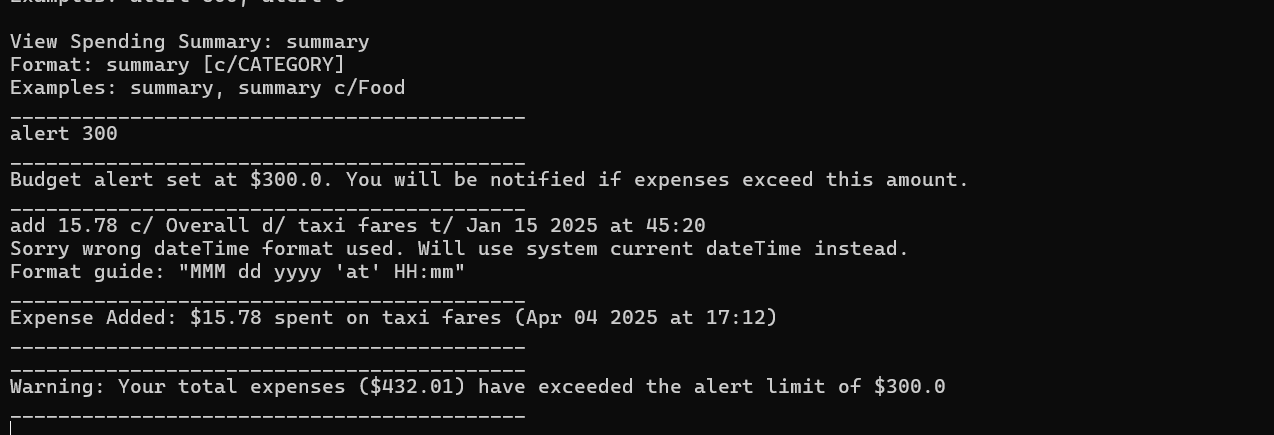 Examples: alert 500, alert 0
View Spending Summary: summary
Format: summary [c/CATEGORY]
Examples: summary, summary c/Food
___________________________________________
alert 300
___________________________________________
Budget alert set at $300.0. You will be notified if expenses exceed this amount.
___________________________________________
add 15.78 c/ Overall d/ taxi fares t/ Jan 15 2025 at 45:20
Sorry wrong dateTime format used. Will use system current dateTime instead.
Format guide: "MMM dd yyyy 'at' HH:mm"
___________________________________________
Expense Added: $15.78 spent on taxi fares (Apr 04 2025 at 17:12)
___________________________________________
___________________________________________
Warning: Your total expenses ($432.01) have exceeded the alert limit of $300.0
___________________________________________